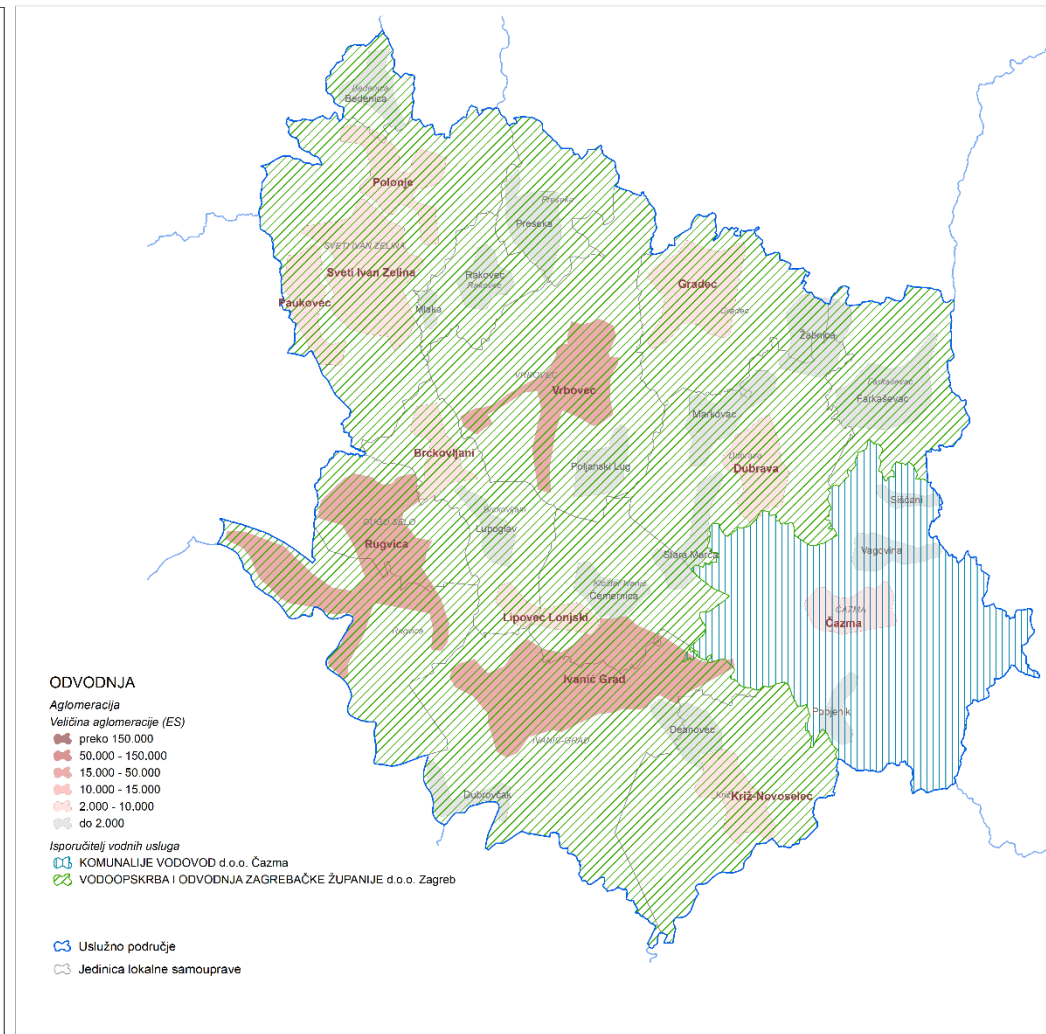 Bedenica
Bedenica
Polonje
Preseka
Preseka
SVETI IVAN ZELINA
Sveti Ivan Zelina
Rakovec
Rakovec
Gradec
Paukovec
Mlaka
Gradec
Žabnica
VRBOVEC
Vrbovec
Farkaševac
Farkaševac
Markovac
Brckovljani
Dubrava
Dubrava
Poljanski Lug
Šišćani
Brckovljani
Lupoglav
DUGO SELO
Rugvica
Stara Marča
Vagovina
Kloštar Ivanić
Čemernica
ČAZMA
Čazma
Lipovec Lonjski
Rugvica
Ivanić Grad
Pobjenik
Deanovec
IVANIĆ-GRAD
Dubrovčak
Križ
Križ-Novoselec
ODVODNJA
Aglomeracija
Veličina aglomeracije (ES)
preko 150.000
50.000 - 150.000
15.000 - 50.000
10.000 - 15.000
2.000 - 10.000
do 2.000
Isporučitelj vodnih usluga
KOMUNALIJE VODOVOD d.o.o. Čazma
VODOOPSKRBA I ODVODNJA ZAGREBAČKE ŽUPANIJE d.o.o. Zagreb
Uslužno područje
Jedinica lokalne samouprave